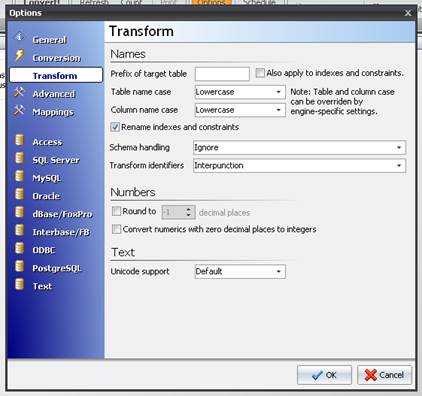 Convert!
Refresh
Count
Print
Options
Schedule
Options
General
Conversion
Transform
Advanced
Mappings
Access
SQL Server
MySQL
Oracle
dBase/FoxPro
Interbase/FB
ODBC
PostgreSQL
Text
Transform
Names
Prefix of target table
Also apply to indexes and constraints.
Table name case
Lowercase
Note: Table and column case
can be overriden by
engine-specific settings.
Column name case
Lowercase
Rename indexes and constraints
Schema handling
Ignore
Transform identifiers
Interpunction
Numbers
Round to
-1
decimal places
Convert numerics with zero decimal places to integers
Text
Unicode support
Default
OK
Cancel